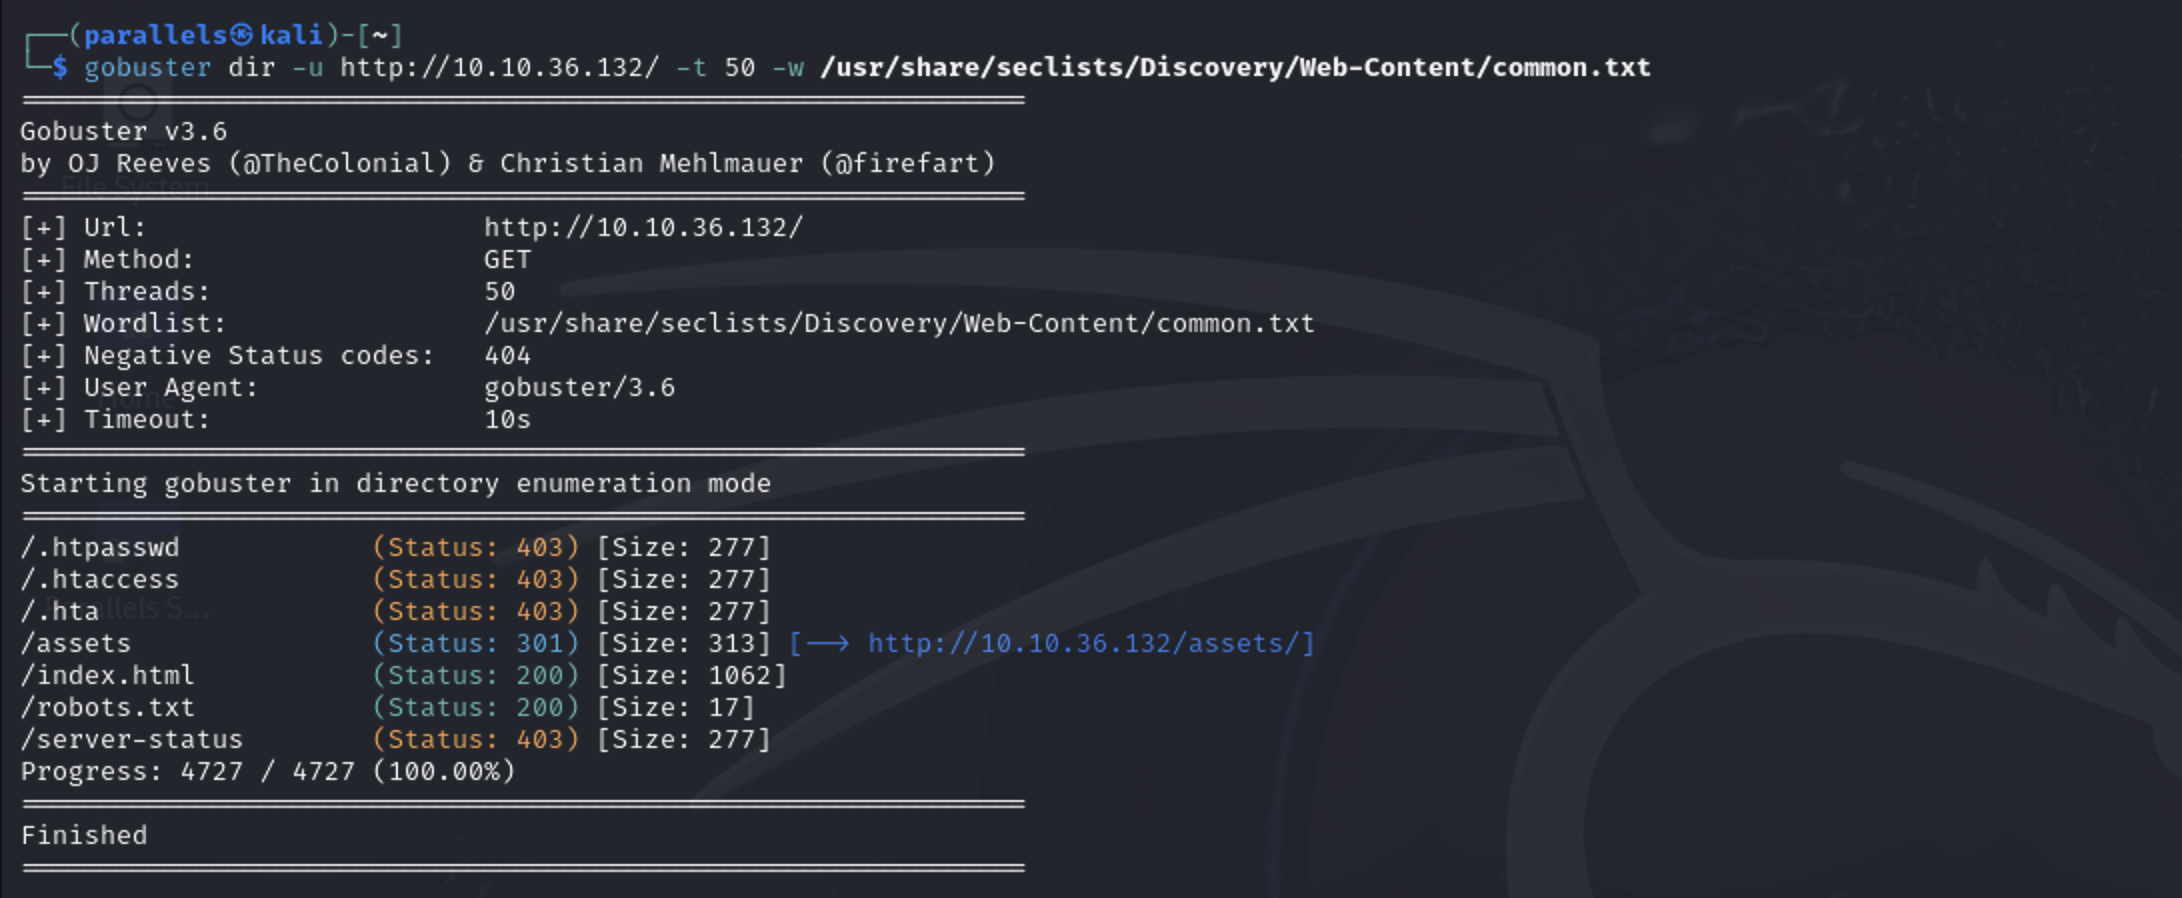 ┌──(parallels㉿kali)-[~]
└─$ gobuster dir -u http://10.10.36.132/ -t 50 -w /usr/share/seclists/Discovery/Web-Content/common.txt
===============================================================
Gobuster v3.6
by OJ Reeves (@TheColonial) & Christian Mehlmauer (@firefart)
===============================================================
[+] Url:                     http://10.10.36.132/
[+] Method:                  GET
[+] Threads:                 50
[+] Wordlist:                /usr/share/seclists/Discovery/Web-Content/common.txt
[+] Negative Status codes:   404
[+] User Agent:              gobuster/3.6
[+] Timeout:                 10s
===============================================================
Starting gobuster in directory enumeration mode
===============================================================
/.htpasswd            (Status: 403) [Size: 277]
/.htaccess            (Status: 403) [Size: 277]
/.hta                 (Status: 403) [Size: 277]
/assets               (Status: 301) [Size: 313] [--> http://10.10.36.132/assets/]
/index.html           (Status: 200) [Size: 1062]
/robots.txt           (Status: 200) [Size: 17]
/server-status        (Status: 403) [Size: 277]
Progress: 4727 / 4727 (100.00%)
===============================================================
Finished
===============================================================
File System
Home